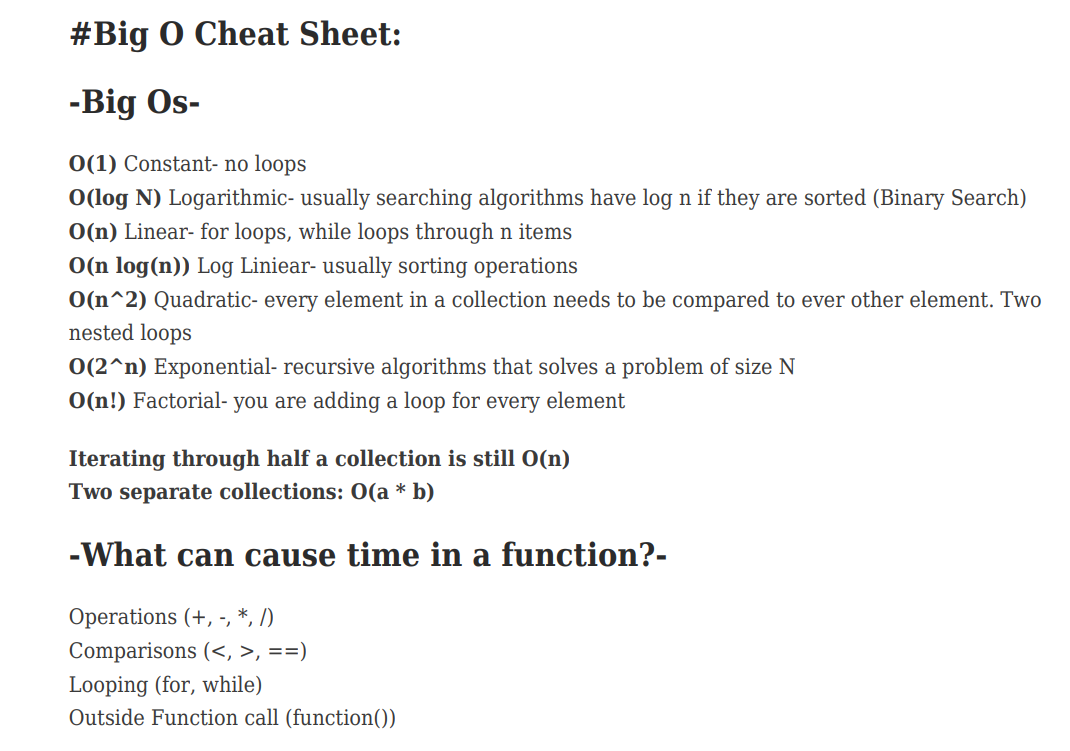 #Big O Cheat Sheet:
-Big Os-
O(1) Constant- no loops
O(log N) Logarithmic- usually searching algorithms have log n if they are sorted (Binary Search)
O(n) Linear- for loops, while loops through n items
O(n log(n)) Log Liniear- usually sorting operations
O(n^2) Quadratic- every element in a collection needs to be compared to ever other element. Two
nested loops
O(2^n) Exponential- recursive algorithms that solves a problem of size N
O(n!) Factorial- you are adding a loop for every element
Iterating through half a collection is still O(n)
Two separate collections: O(a * b)
-What can cause time in a function?-
Operations (+, -, *, /)
Comparisons (<, >, ==)
Looping (for, while)
Outside Function call (function())